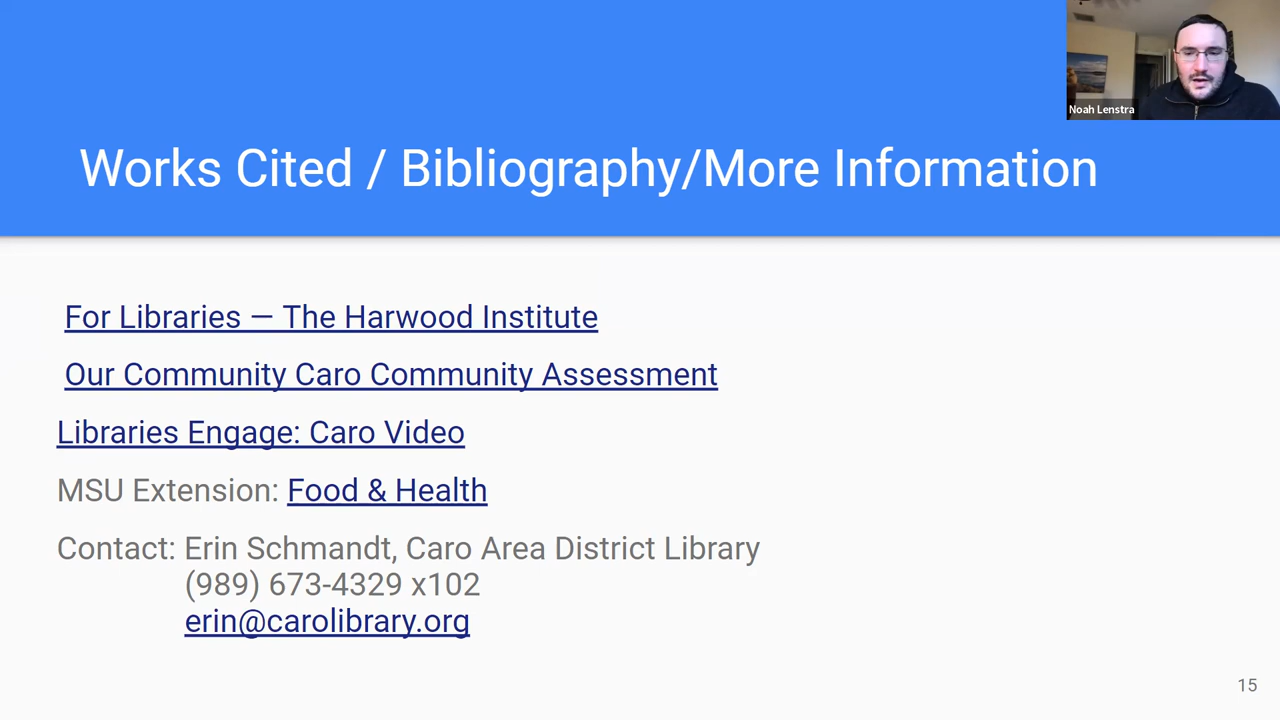 Noah Lenstra
Works Cited / Bibliography/More Information
For Libraries — The Harwood Institute
Our Community Caro Community Assessment
Libraries Engage: Caro Video
MSU Extension: Food & Health
Contact: Erin Schmandt, Caro Area District Library
(989) 673-4329 x102
erin@carolibrary.org
15